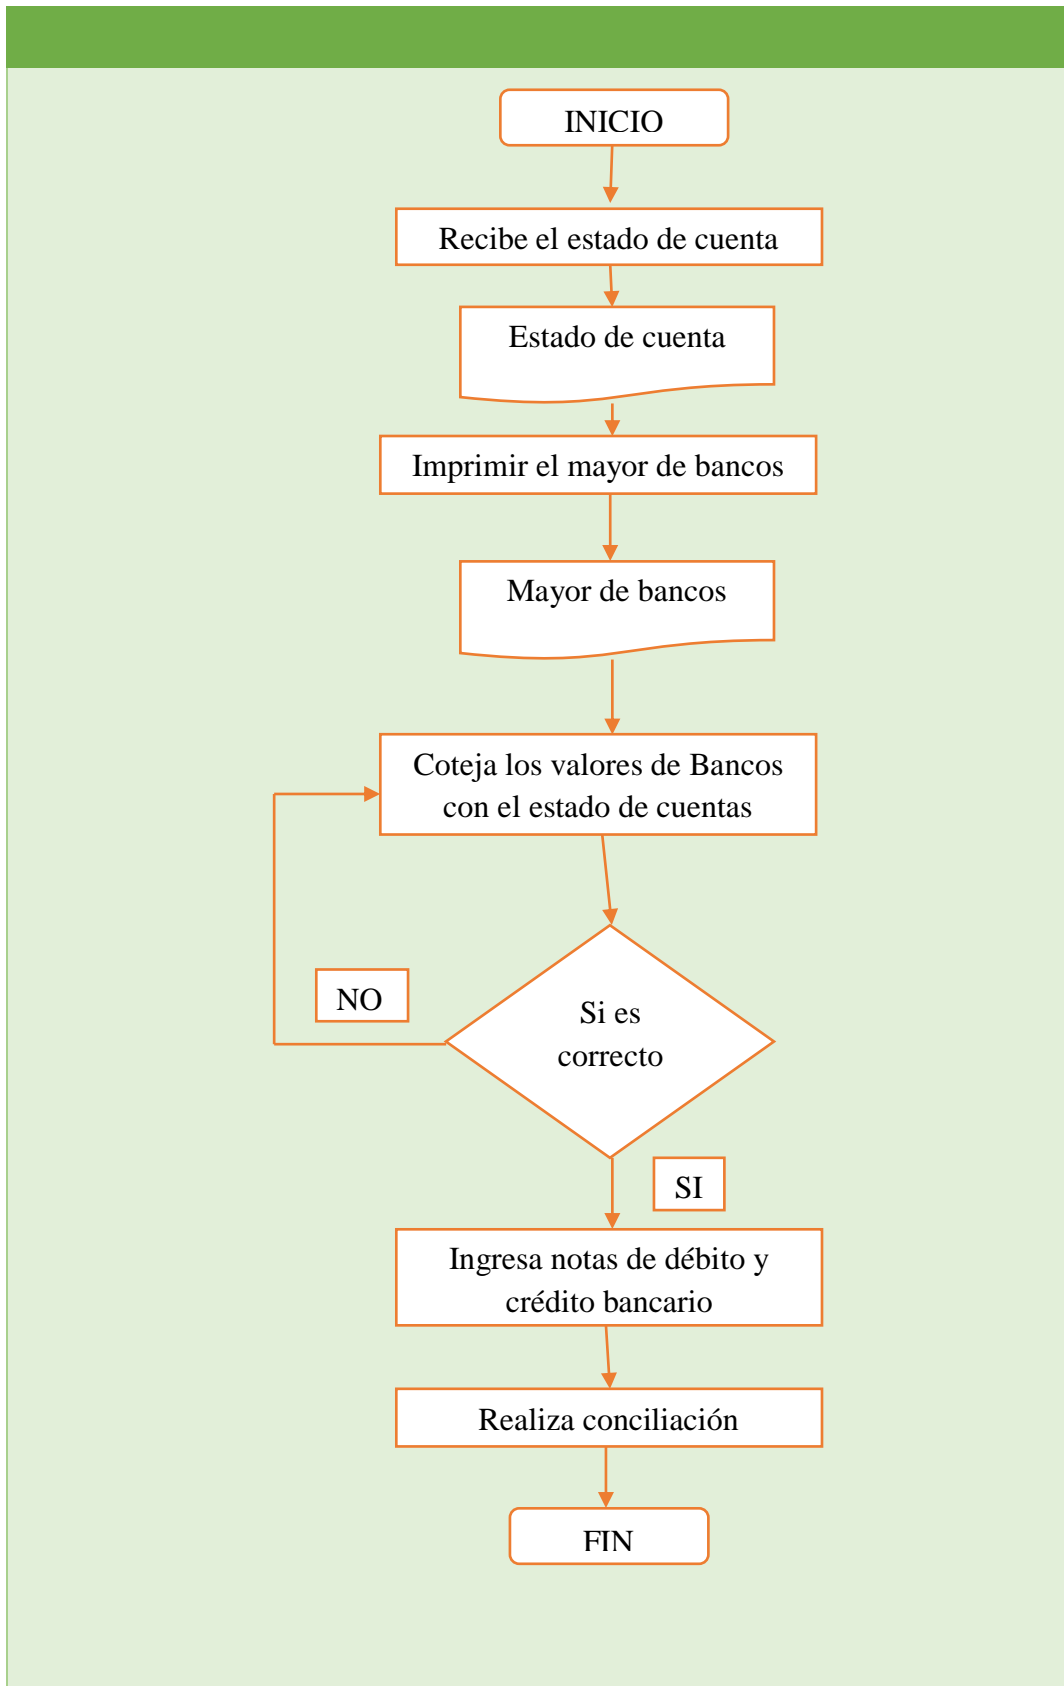 INICIO
Recibe el estado de cuenta
Estado de cuenta
Imprimir el mayor de bancos
Mayor de bancos
Coteja los valores de Bancos
con el estado de cuentas
NO
Si es
correcto
SI
Ingresa notas de débito y
crédito bancario
Realiza conciliación
FIN